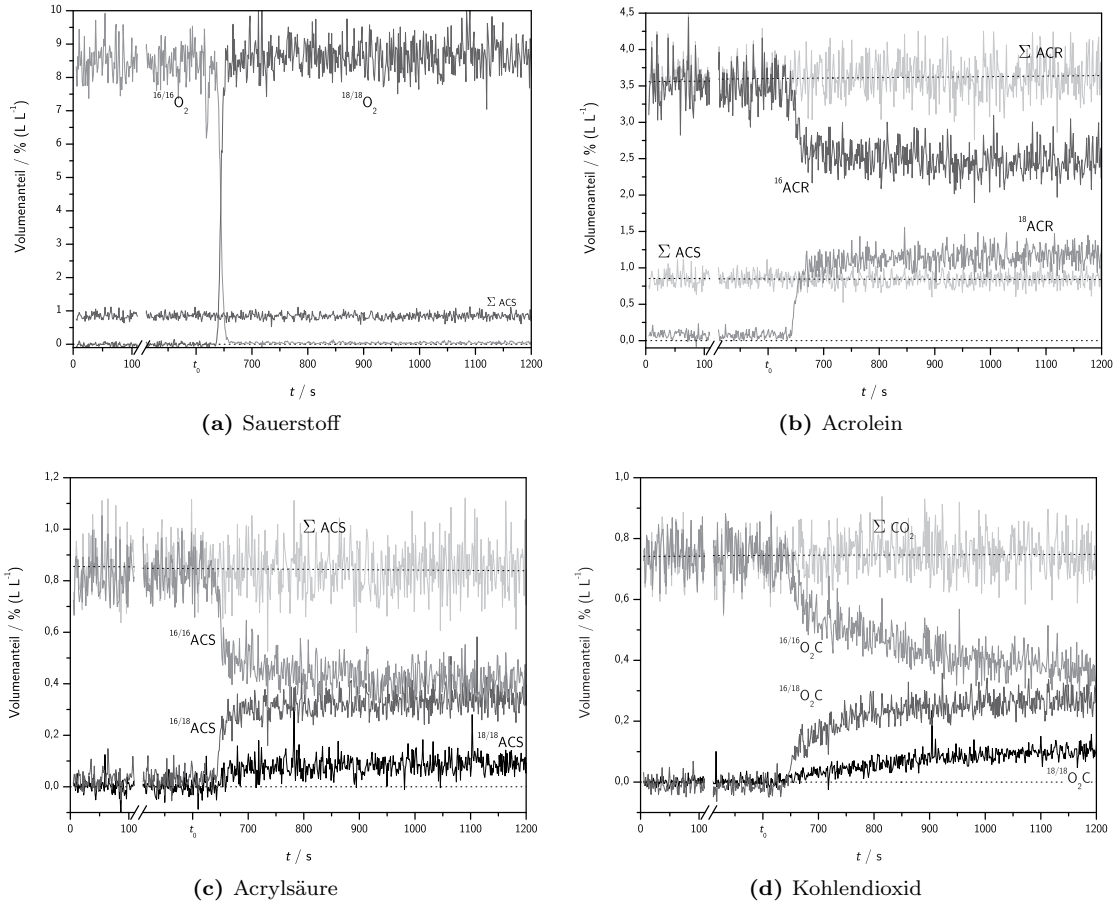 10
9
8
7
6
5
4
3
2
1
0
Volumenanteil / % (L L⁻¹)
¹⁶/¹⁶O₂
¹⁸/¹⁸O₂
Σ ACS
0 100 t₀ 700 800 900 1000 1100 1200
t / s
(a) Sauerstoff
4,5
4,0
3,5
3,0
2,5
2,0
1,5
1,0
0,5
0,0
Volumenanteil / % (L L⁻¹)
Σ ACR
¹⁶ACR
¹⁸ACR
Σ ACS
0 100 t₀ 700 800 900 1000 1100 1200
t / s
(b) Acrolein
1,2
1,0
0,8
0,6
0,4
0,2
0,0
Volumenanteil / % (L L⁻¹)
Σ ACS
¹⁶/¹⁶ACS
¹⁶/¹⁸ACS
¹⁸/¹⁸ACS
0 100 t₀ 700 800 900 1000 1100 1200
t / s
(c) Acrylsäure
1,0
0,8
0,6
0,4
0,2
0,0
Volumenanteil / % (L L⁻¹)
Σ CO₂
¹⁶/¹⁶O₂C
¹⁶/¹⁸O₂C
¹⁸/¹⁸O₂C
0 100 t₀ 700 800 900 1000 1100 1200
t / s
(d) Kohlendioxid